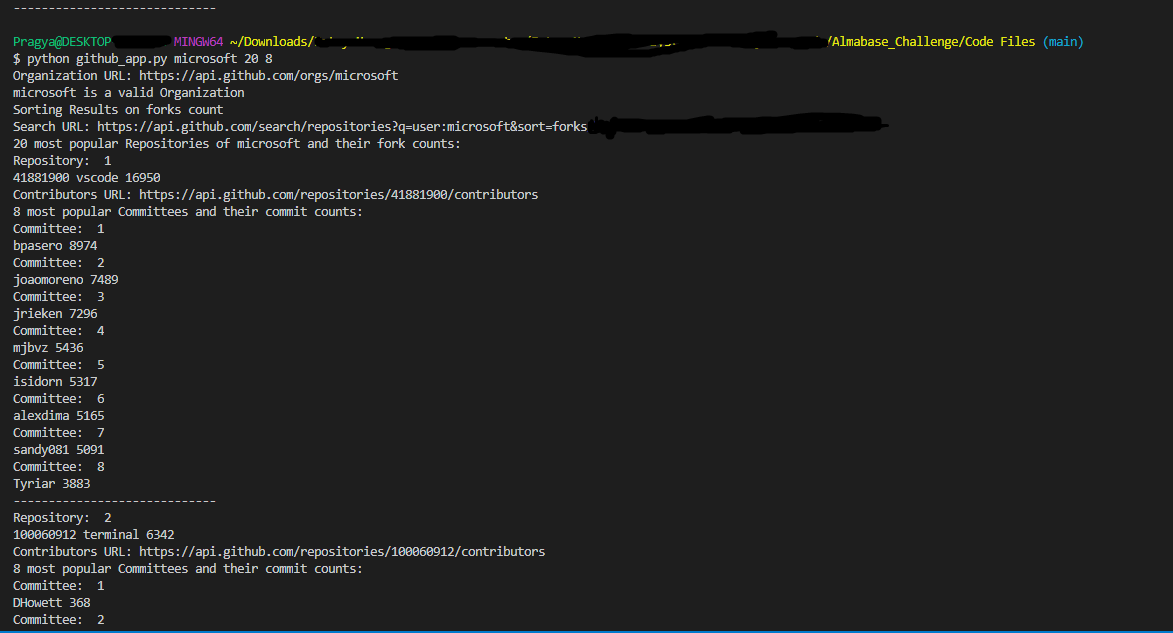 -----------------------------
Pragya@DESKTOP MINGW64 ~/Downloads/ /Almabase_Challenge/Code Files (main)
$ python github_app.py microsoft 20 8
Organization URL: https://api.github.com/orgs/microsoft
microsoft is a valid Organization
Sorting Results on forks count
Search URL: https://api.github.com/search/repositories?q=user:microsoft&sort=forks
20 most popular Repositories of microsoft and their fork counts:
Repository:  1
41881900 vscode 16950
Contributors URL: https://api.github.com/repositories/41881900/contributors
8 most popular Committees and their commit counts:
Committee:  1
bpasero 8974
Committee:  2
joaomoreno 7489
Committee:  3
jrieken 7296
Committee:  4
mjbvz 5436
Committee:  5
isidorn 5317
Committee:  6
alexdima 5165
Committee:  7
sandy081 5091
Committee:  8
Tyriar 3883
-----------------------------
Repository:  2
100060912 terminal 6342
Contributors URL: https://api.github.com/repositories/100060912/contributors
8 most popular Committees and their commit counts:
Committee:  1
DHowett 368
Committee:  2